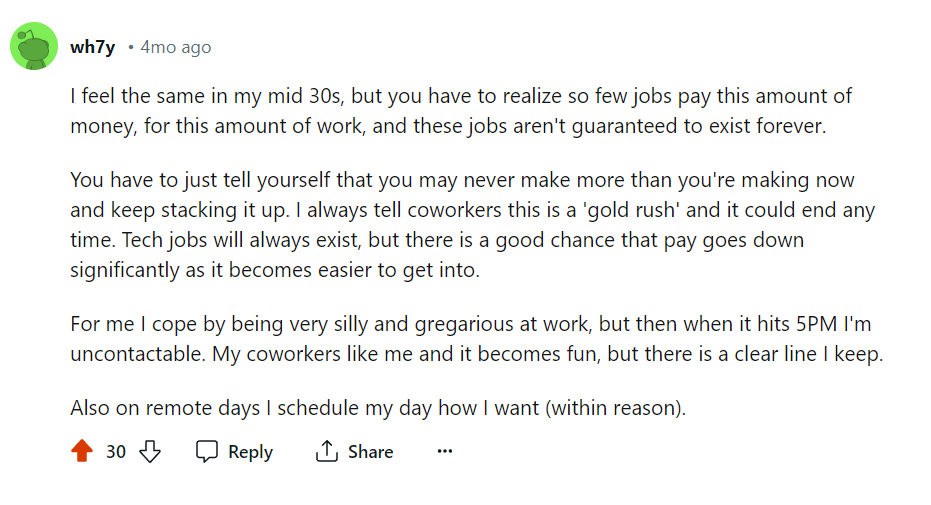 wh7y • 4mo ago
I feel the same in my mid 30s, but you have to realize so few jobs pay this amount of
money, for this amount of work, and these jobs aren't guaranteed to exist forever.
You have to just tell yourself that you may never make more than you're making now
and keep stacking it up. I always tell coworkers this is a 'gold rush' and it could end any
time. Tech jobs will always exist, but there is a good chance that pay goes down
significantly as it becomes easier to get into.
For me I cope by being very silly and gregarious at work, but then when it hits 5PM I'm
uncontactable. My coworkers like me and it becomes fun, but there is a clear line I keep.
Also on remote days I schedule my day how I want (within reason).
30 Reply Share ...